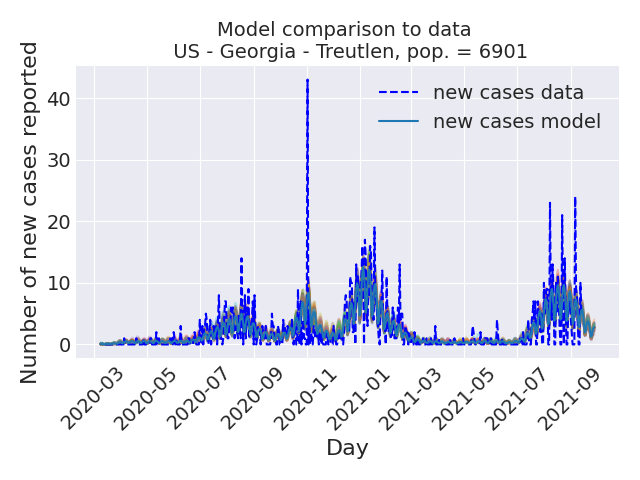 Model comparison to data
US - Georgia - Treutlen, pop. = 6901
Number of new cases reported
40
30
20
10
0
new cases data
new cases model
2020-03
2020-05
2020-07
2020-09
2020-11
2021-01
2021-03
2021-05
2021-07
2021-09
Day